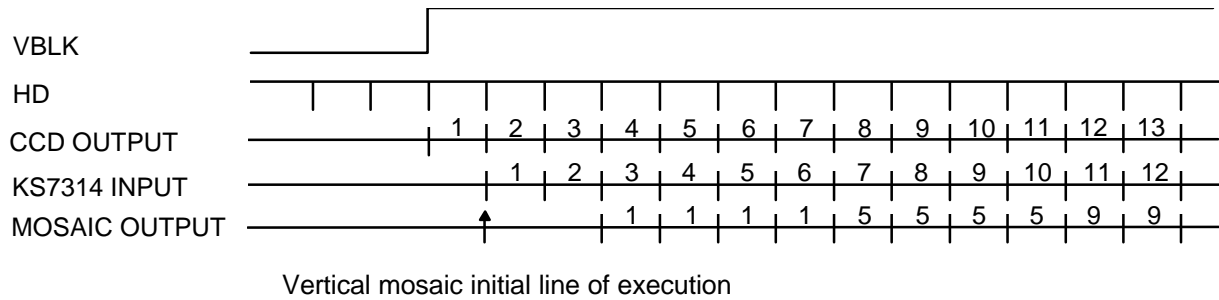 VBLK
HD
CCD OUTPUT 1 2 3 4 5 6 7 8 9 10 11 12 13
KS7314 INPUT 1 2 3 4 5 6 7 8 9 10 11 12
MOSAIC OUTPUT 1 1 1 1 5 5 5 5 9 9
Vertical mosaic initial line of execution